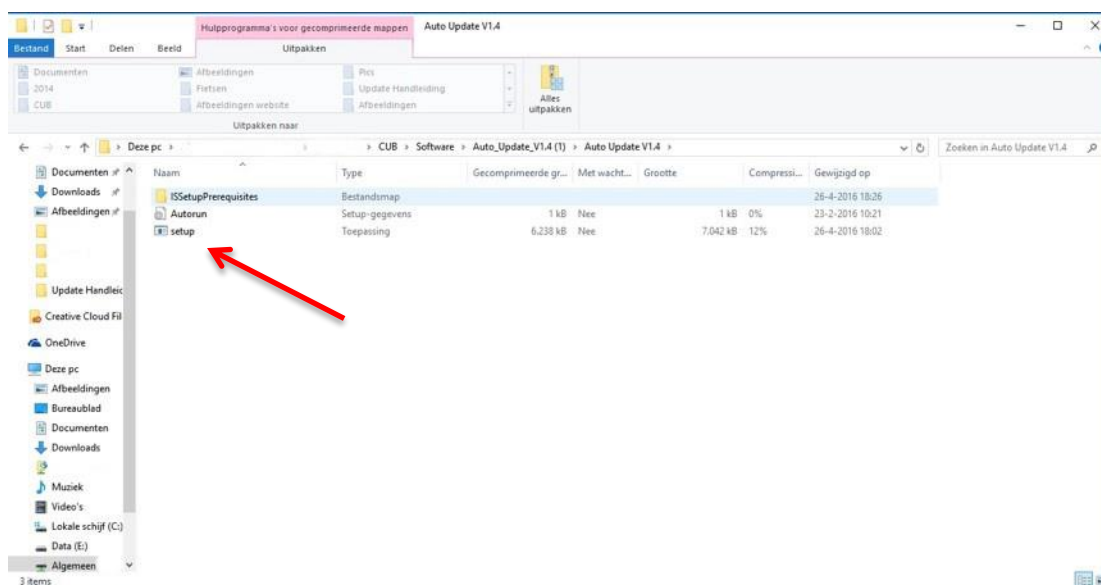 Hulpprogramma's voor gecomprimeerde mappen
Auto Update V1.4
Bestand Start Delen Beeld Uitpakken
Documenten Afbeeldingen Pics
2014 Fietsen Update Handleiding
CUB Afbeeldingen website Afbeeldingen
Alles
uitpakken
Uitpakken naar
Deze pc > > > CUB > Software > Auto_Update_V1.4 (1) > Auto Update V1.4 >
Zoeken in Auto Update V1.4
Naam Type Gecomprimeerde gr... Met wacht... Grootte Compressi... Gewijzigd op
ISSetupPrerequisites Bestandsmap 26-4-2016 18:26
Autorun Setup-gegevens 1 kB Nee 1 kB 0% 23-2-2016 10:21
setup Toepassing 6.238 kB Nee 7.042 kB 12% 26-4-2016 18:02
Documenten
Downloads
Afbeeldingen
Update Handleic
Creative Cloud Fil
OneDrive
Deze pc
Afbeeldingen
Bureaublad
Documenten
Downloads
Muziek
Video's
Lokale schijf (C:)
Data (E:)
Algemeen
3 items